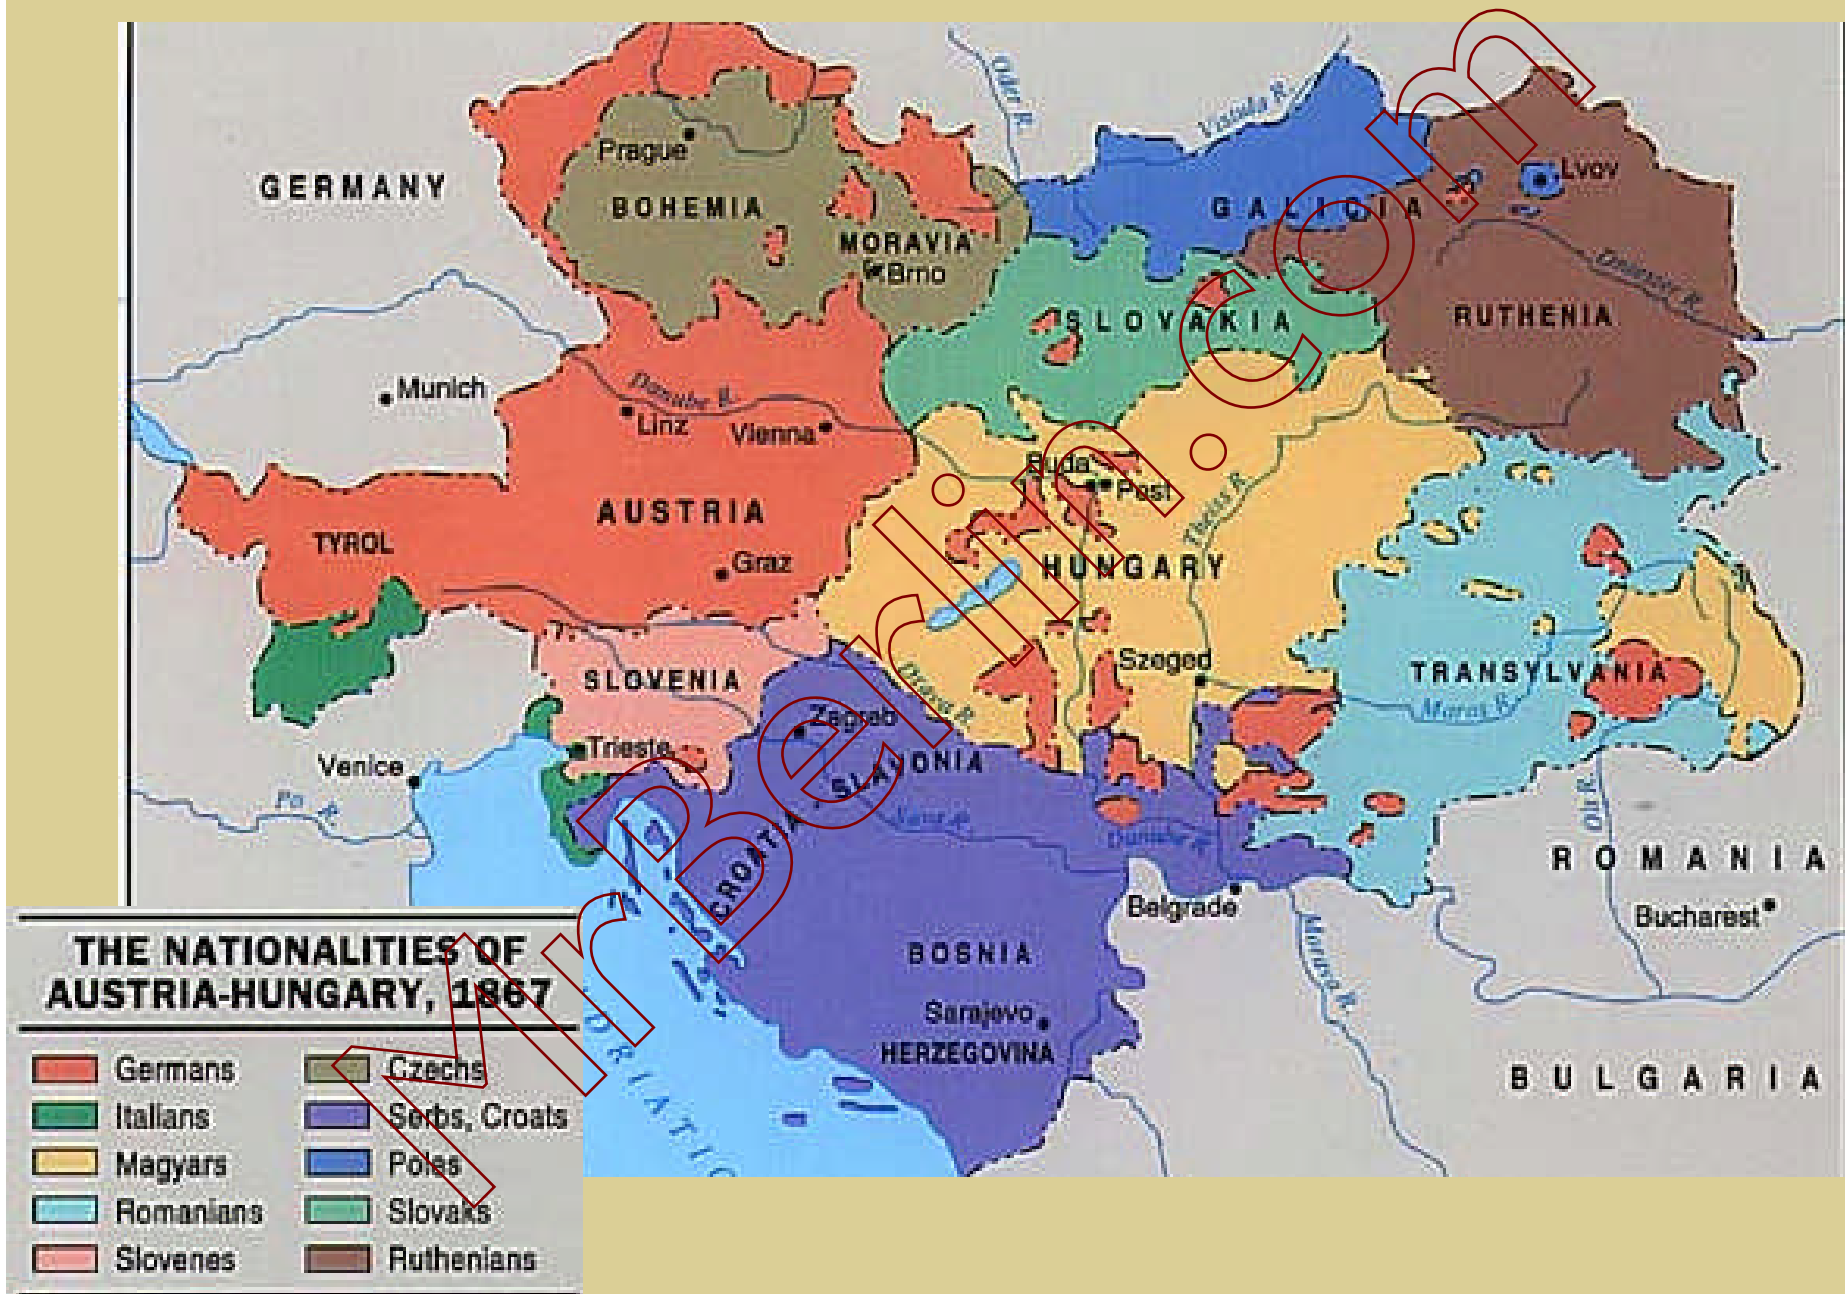 Oder R.
Vistula R.
Prague
Lvov
GERMANY
BOHEMIA
GALICIA
MORAVIA
Brno
Dniester R.
SLOVAKIA
RUTHENIA
Munich
Danube R.
Linz
Vienna
Buda
Pest
Theiss R.
AUSTRIA
TYROL
Graz
HUNGARY
Szeged
SLOVENIA
TRANSYLVANIA
Drava R.
Maros R.
Zagreb
Trieste
Venice
SLAVONIA
Po R.
CROATIA
Save R.
Danube R.
Olt R.
ROMANIA
Belgrade
Bucharest
Morava R.
BOSNIA
Sarajevo
HERZEGOVINA
BULGARIA
DRIATIC
THE NATIONALITIES OF
AUSTRIA-HUNGARY, 1867
Germans
Czechs
Italians
Serbs, Croats
Magyars
Poles
Romanians
Slovaks
Slovenes
Ruthenians
MrBerlin.com